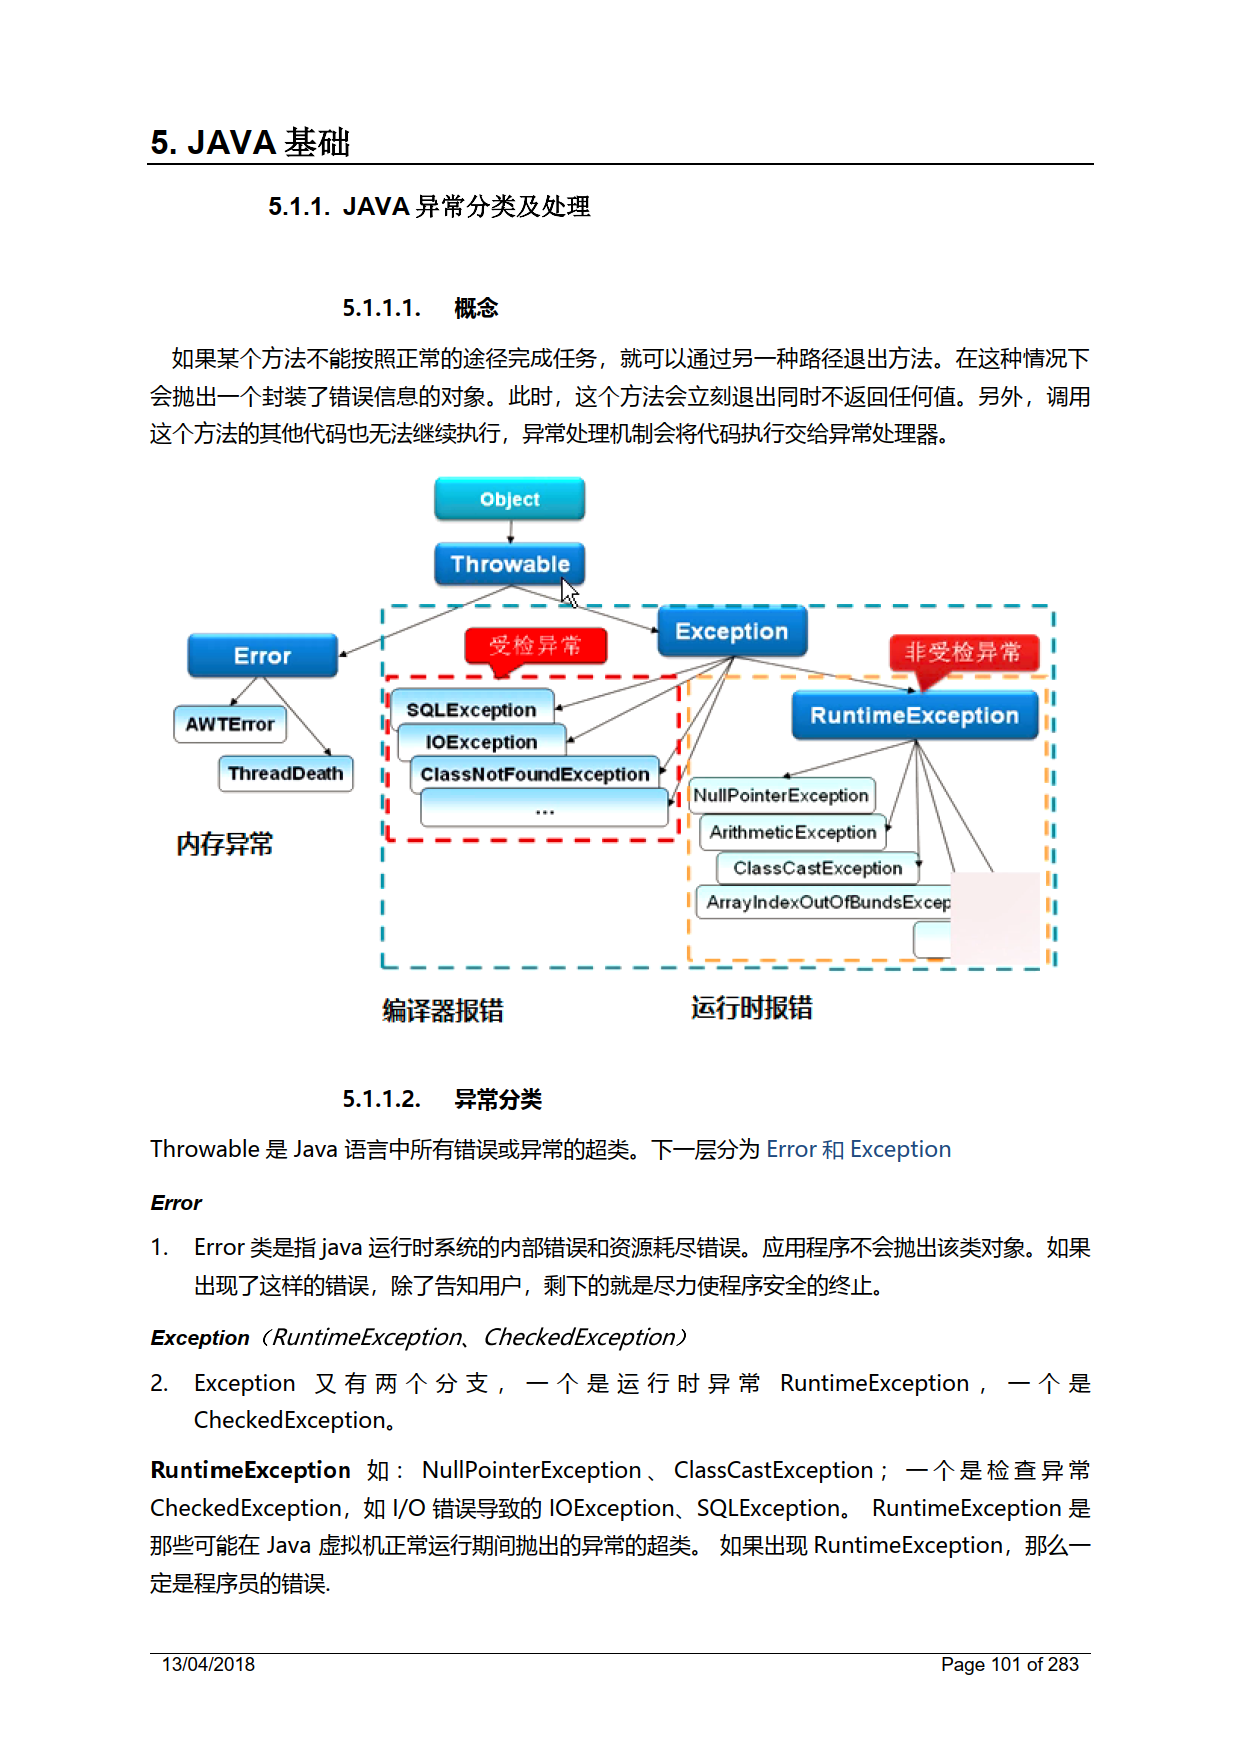 5. JAVA 基础
5.1.1. JAVA 异常分类及处理
5.1.1.1. 概念
如果某个方法不能按照正常的途径完成任务，就可以通过另一种路径退出方法。在这种情况下
会抛出一个封装了错误信息的对象。此时，这个方法会立刻退出同时不返回任何值。另外，调用
这个方法的其他代码也无法继续执行，异常处理机制会将代码执行交给异常处理器。
Object
Throwable
Exception
受检异常
非受检异常
Error
SQLException
RuntimeException
AWTError
IOException
ThreadDeath
ClassNotFoundException
NullPointerException
...
ArithmeticException
内存异常
ClassCastException
ArrayIndexOutOfBundsExcep
编译器报错
运行时报错
5.1.1.2. 异常分类
Throwable 是 Java 语言中所有错误或异常的超类。下一层分为 Error 和 Exception
Error
1. Error 类是指 java 运行时系统的内部错误和资源耗尽错误。应用程序不会抛出该类对象。如果
出现了这样的错误，除了告知用户，剩下的就是尽力使程序安全的终止。
Exception（RuntimeException、CheckedException）
2. Exception 又有两个分支，一个是运行时异常 RuntimeException，一个是
CheckedException。
RuntimeException 如：NullPointerException、ClassCastException；一个是检查异常
CheckedException，如 I/O 错误导致的 IOException、SQLException。 RuntimeException 是
那些可能在 Java 虚拟机正常运行期间抛出的异常的超类。 如果出现 RuntimeException，那么一
定是程序员的错误.
13/04/2018 Page 101 of 283